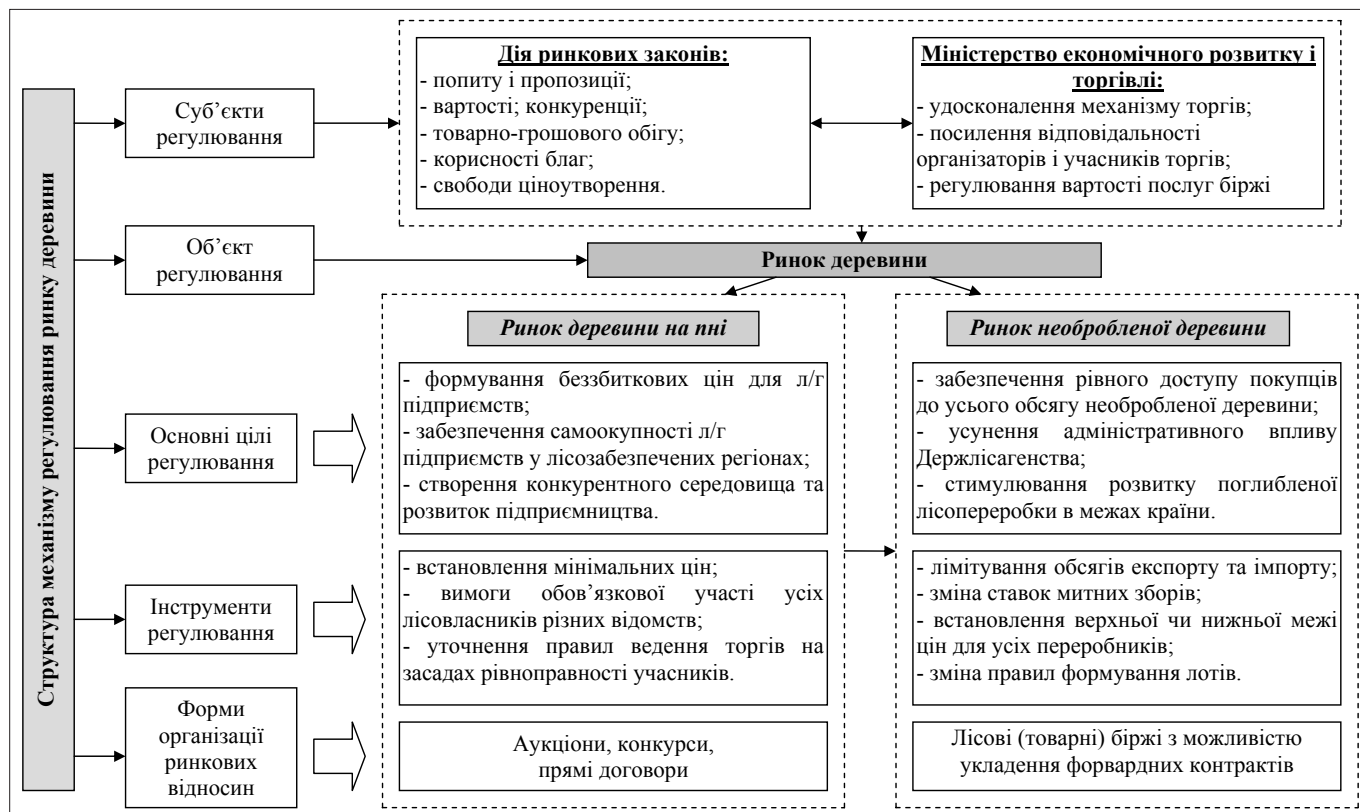 Структура механізму регулювання ринку деревини
Суб’єкти
регулювання
Дія ринкових законів:
- попиту і пропозиції;
- вартості; конкуренції;
- товарно-грошового обігу;
- корисності благ;
- свободи ціноутворення.
Міністерство економічного розвитку і
торгівлі:
- удосконалення механізму торгів;
- посилення відповідальності
організаторів і учасників торгів;
- регулювання вартості послуг біржі
Об’єкт
регулювання
Ринок деревини
Ринок деревини на пні
Ринок необробленої деревини
Основні цілі
регулювання
- формування беззбиткових цін для л/г
підприємств;
- забезпечення самоокупності л/г
підприємств у лісозабезпечених регіонах;
- створення конкурентного середовища та
розвиток підприємництва.
- забезпечення рівного доступу покупців
до усього обсягу необробленої деревини;
- усунення адміністративного впливу
Держлісагенства;
- стимулювання розвитку поглибленої
лісопереробки в межах країни.
Інструменти
регулювання
- встановлення мінімальних цін;
- вимоги обов’язкової участі усіх
лісовласників різних відомств;
- уточнення правил ведення торгів на
засадах рівноправності учасників.
- лімітування обсягів експорту та імпорту;
- зміна ставок митних зборів;
- встановлення верхньої чи нижньої межі
цін для усіх переробників;
- зміна правил формування лотів.
Форми
організації
ринкових
відносин
Аукціони, конкурси,
прямі договори
Лісові (товарні) біржі з можливістю
укладення форвардних контрактів